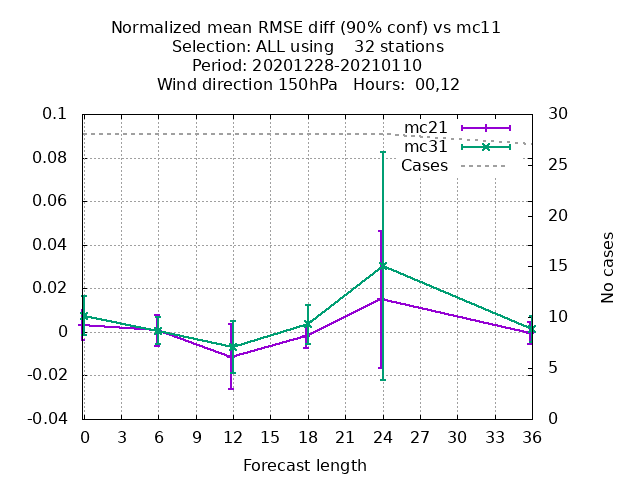 Normalized mean RMSE diff (90% conf) vs mc11
Selection: ALL using    32 stations
Period: 20201228-20210110
Wind direction 150hPa   Hours:  00,12
0.1
0.08
0.06
0.04
0.02
0
-0.02
-0.04
mc21
mc31
Cases
30
25
20
15
10
5
0
No cases
0 3 6 9 12 15 18 21 24 27 30 33 36
Forecast length